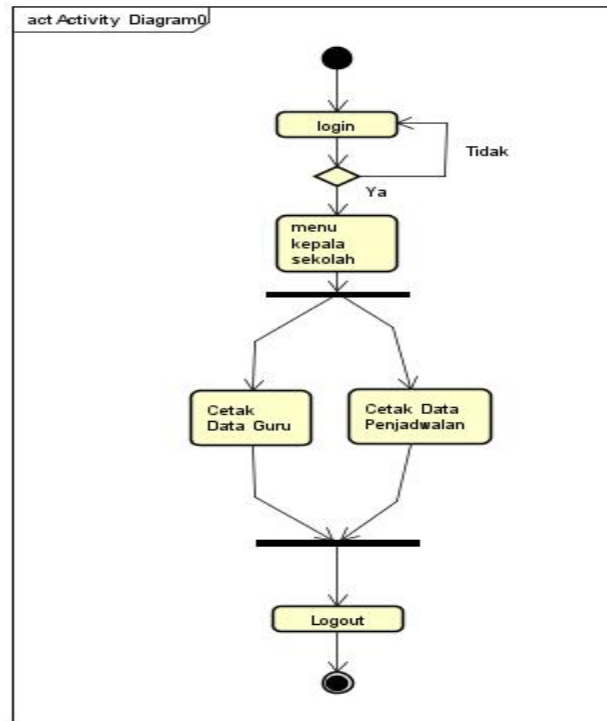 act Activity Diagram0
login
Tidak
Ya
menu
kepala
sekolah
Cetak
Data Guru
Cetak Data
Penjadwalan
Logout